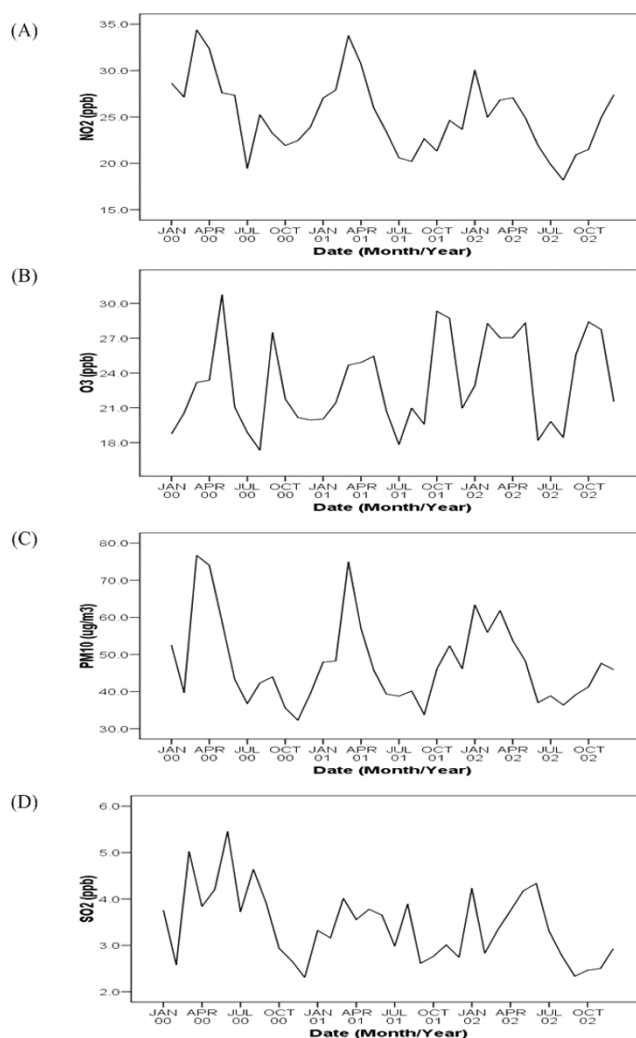 (A)
NO2 (ppb)
35.0
30.0
25.0
20.0
15.0
JAN APR JUL OCT JAN APR JUL OCT JAN APR JUL OCT
00 00 00 00 01 01 01 01 02 02 02 02
Date (Month/Year)
(B)
O3 (ppb)
30.0
27.0
24.0
21.0
18.0
JAN APR JUL OCT JAN APR JUL OCT JAN APR JUL OCT
00 00 00 00 01 01 01 01 02 02 02 02
Date (Month/Year)
(C)
PM10 (ug/m3)
80.0
70.0
60.0
50.0
40.0
30.0
JAN APR JUL OCT JAN APR JUL OCT JAN APR JUL OCT
00 00 00 00 01 01 01 01 02 02 02 02
Date (Month/Year)
(D)
SO2 (ppb)
6.0
5.0
4.0
3.0
2.0
JAN APR JUL OCT JAN APR JUL OCT JAN APR JUL OCT
00 00 00 00 01 01 01 01 02 02 02 02
Date (Month/Year)